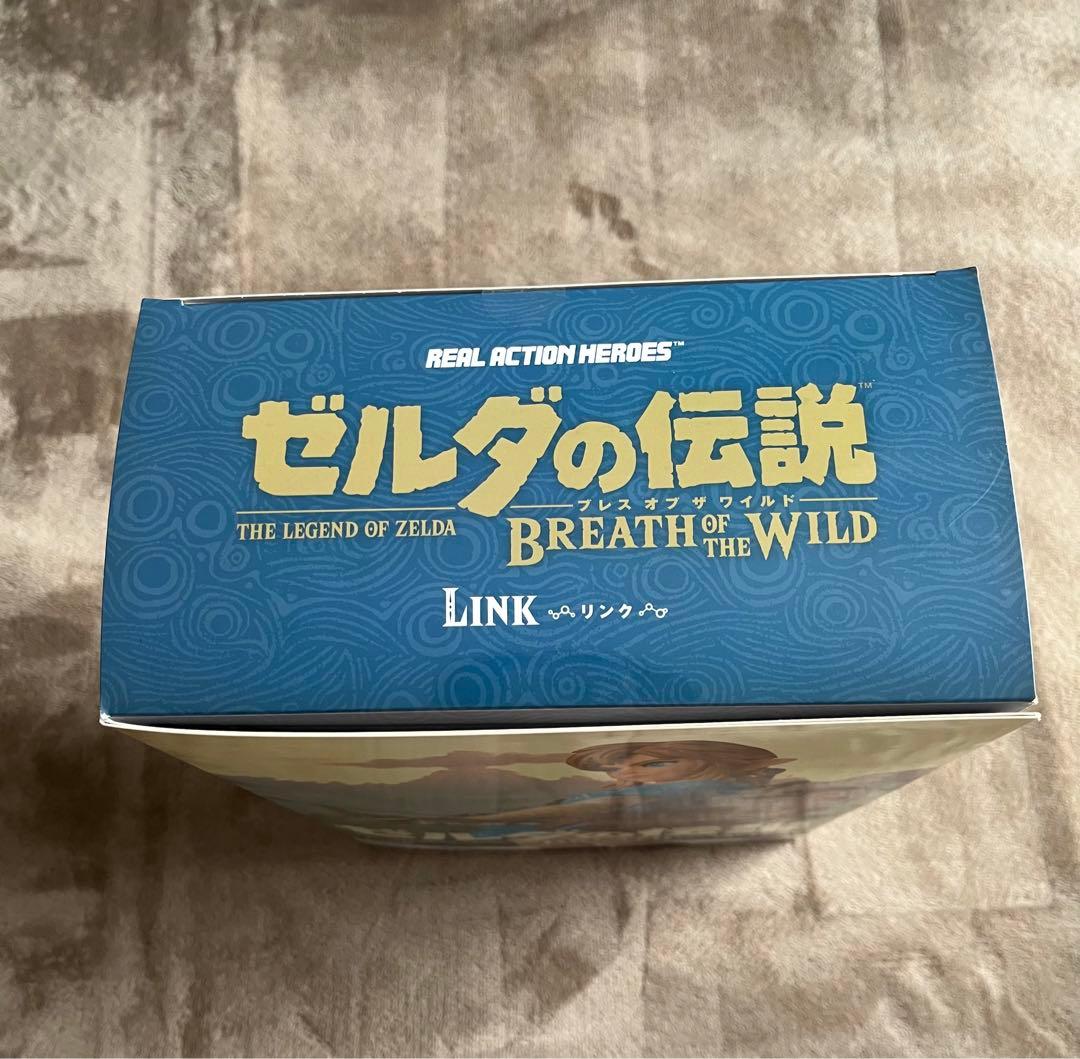 REAL ACTION HEROES™
ゼルダの伝説™
ブレス オブ ザ ワイルド
THE LEGEND OF ZELDA
BREATH OF THE WILD
LINK リンク